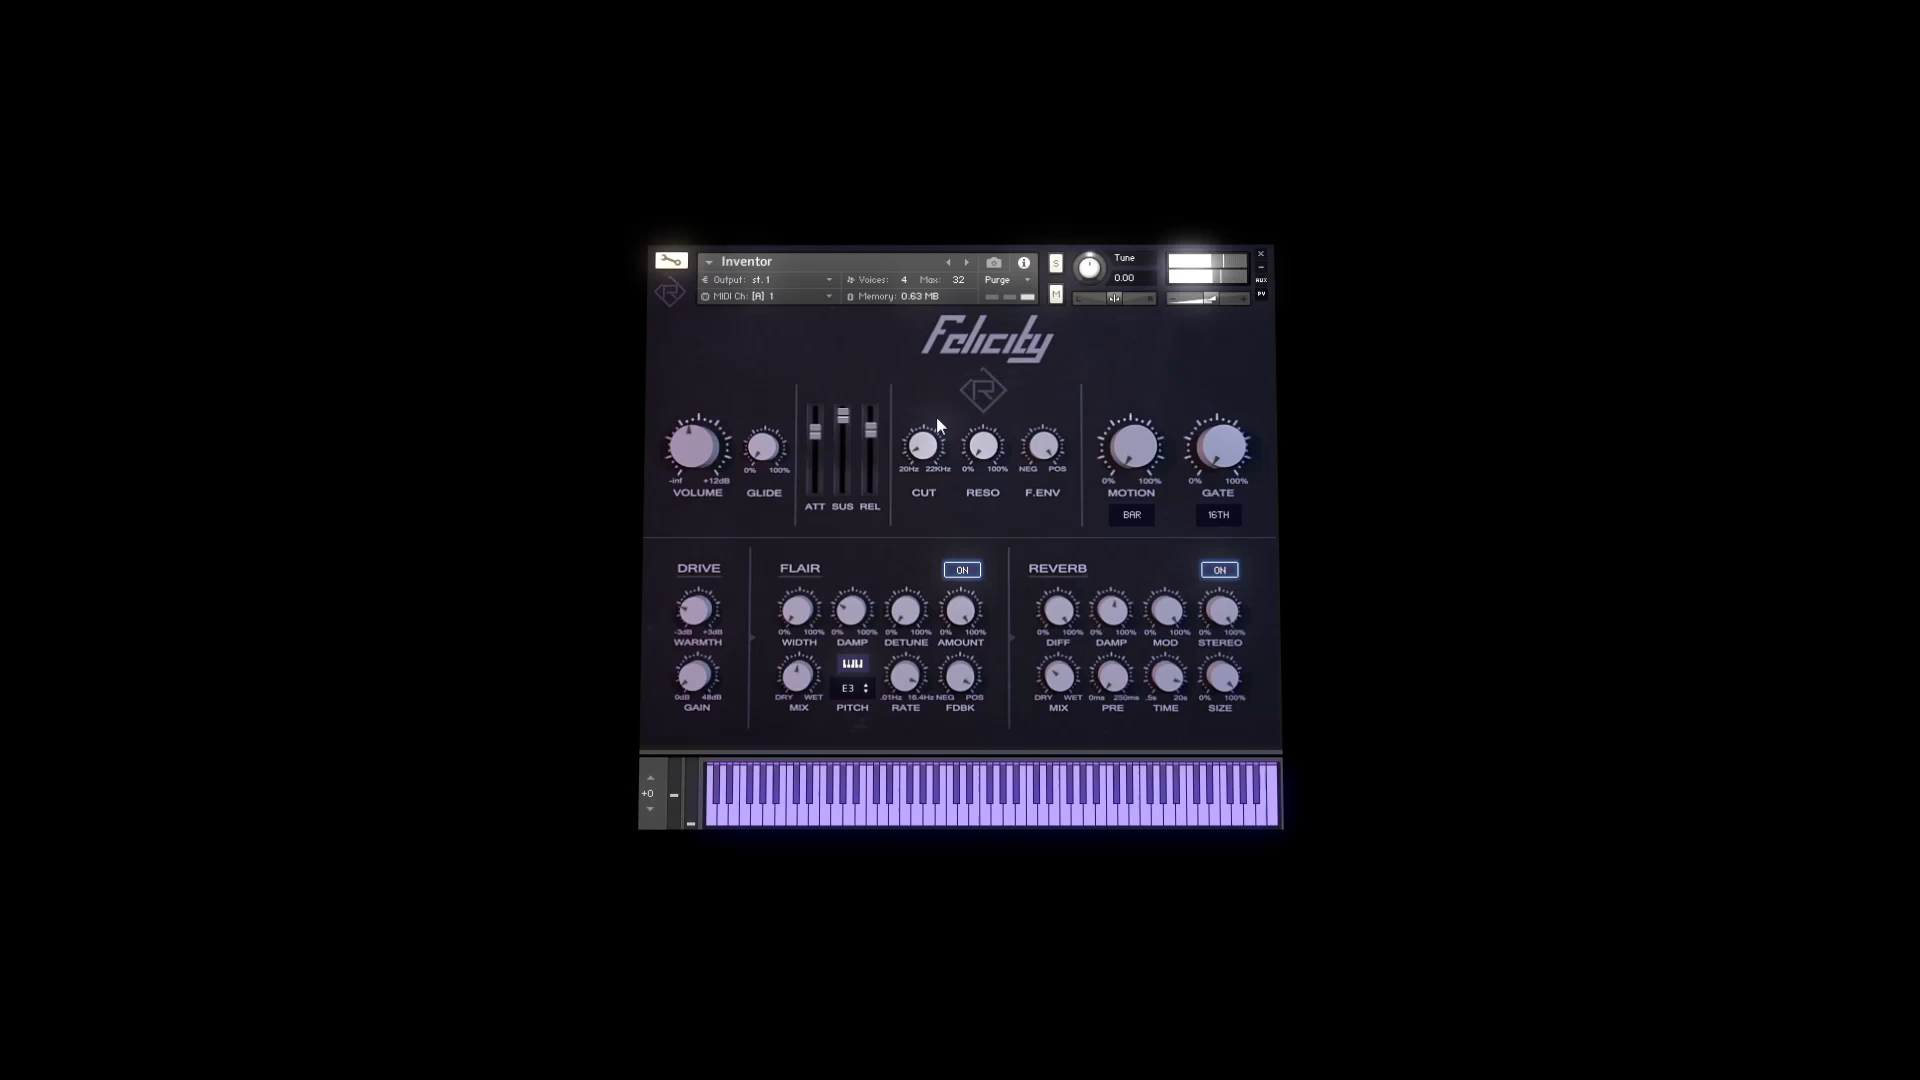 Inventor
Output: st.1
Voices: 4 Max: 32
Purge
MIDI Ch: [A] 1
Memory: 0.63 MB
S
M
Tune
0.00
L R
AUX
PV
Felicity
R
-inf +12dB
VOLUME
0% 100%
GLIDE
ATT SUS REL
20Hz 22KHz
CUT
0% 100%
RESO
NEG POS
F.ENV
0% 100%
MOTION
BAR
0% 100%
GATE
16TH
DRIVE
-3dB +3dB
WARMTH
0dB 48dB
GAIN
FLAIR
ON
0% 100% 0% 100% 0% 100% 0% 100%
WIDTH DAMP DETUNE AMOUNT
E3
DRY WET .01Hz 16.4Hz NEG POS
MIX PITCH RATE FDBK
REVERB
ON
0% 100% 0% 100% 0% 100% 0% 100%
DIFF DAMP MOD STEREO
DRY WET 0ms 250ms .5s 20s 0% 100%
MIX PRE TIME SIZE
+0